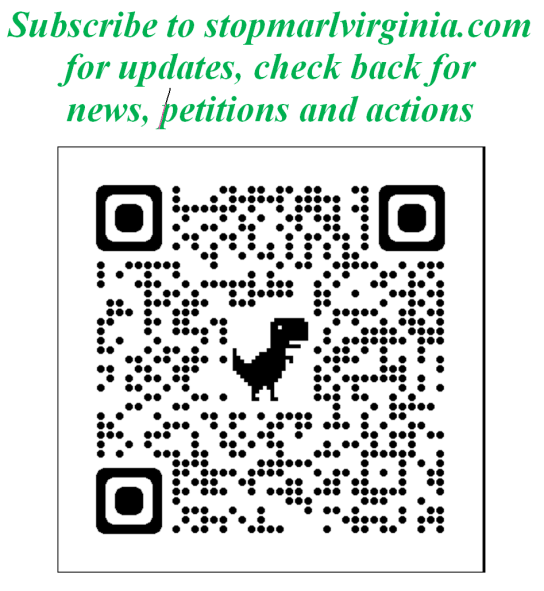 Subscribe to stopmarlvirginia.com
for updates, check back for
news, petitions and actions